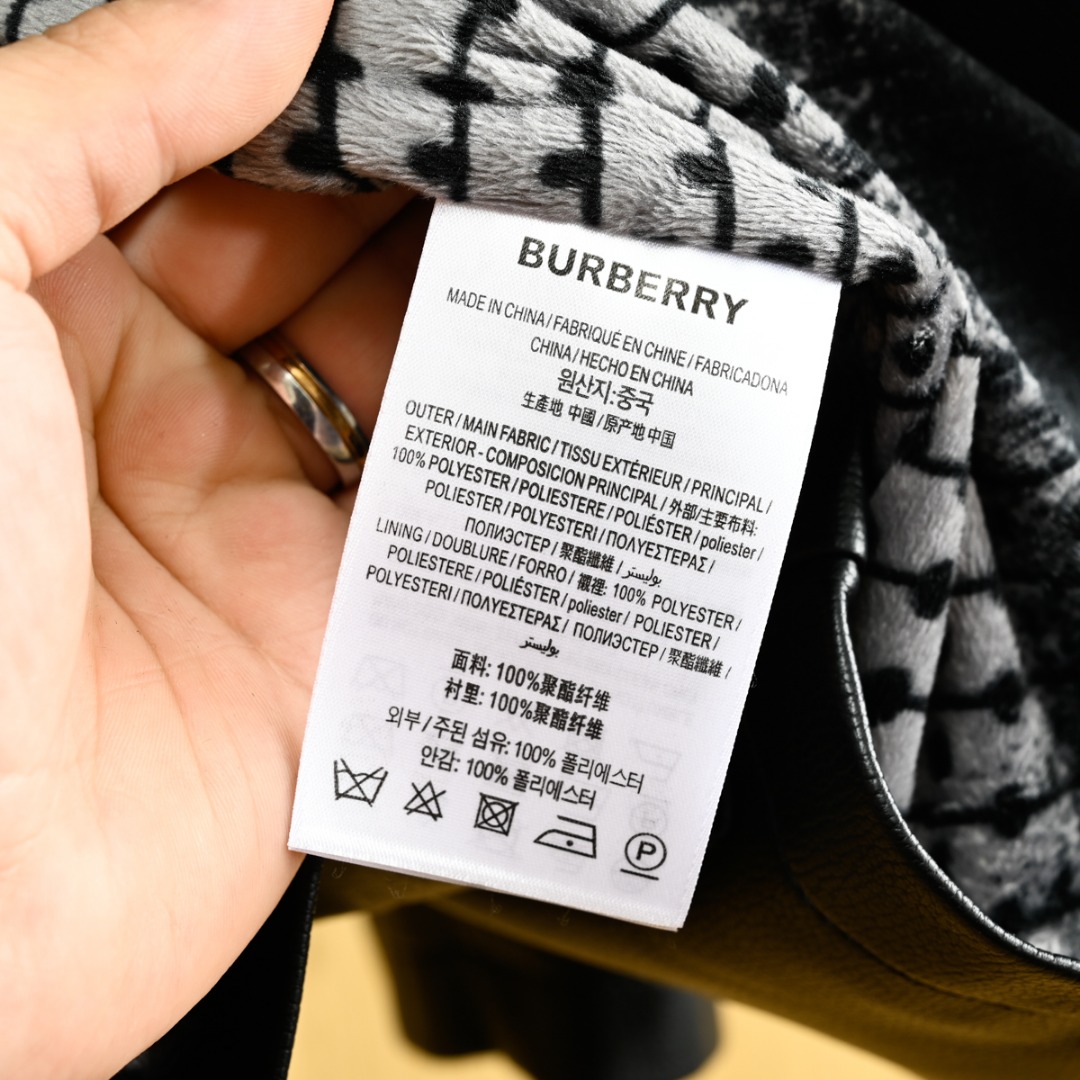 BURBERRY
MADE IN CHINA / FABRIQUÉ EN CHINE / FABRICADONA
CHINA / HECHO EN CHINA
원산지:중국
生產地 中國 / 原产地 中国
OUTER / MAIN FABRIC / TISSU EXTÉRIEUR / PRINCIPAL /
EXTERIOR - COMPOSICION PRINCIPAL / 外部/主要布料:
100% POLYESTER / POLIESTERE / POLIÉSTER / poliester /
POLIESTER / POLYESTERI / ΠΟΛΥΕΣΤΕΡΑΣ /
ПОЛИЭСТЕР / 聚酯纖維 / بوليستر
LINING / DOUBLURE / FORRO / 襯裡: 100% POLYESTER /
POLIESTERE / POLIÉSTER / poliester / POLIESTER /
POLYESTERI / ΠΟΛΥΕΣΤΕΡΑΣ / ПОЛИЭСТЕР / 聚酯纖維 /
بوليستر
面料: 100%聚酯纤维
衬里: 100%聚酯纤维
외부 / 주된 섬유: 100% 폴리에스터
안감: 100% 폴리에스터
P